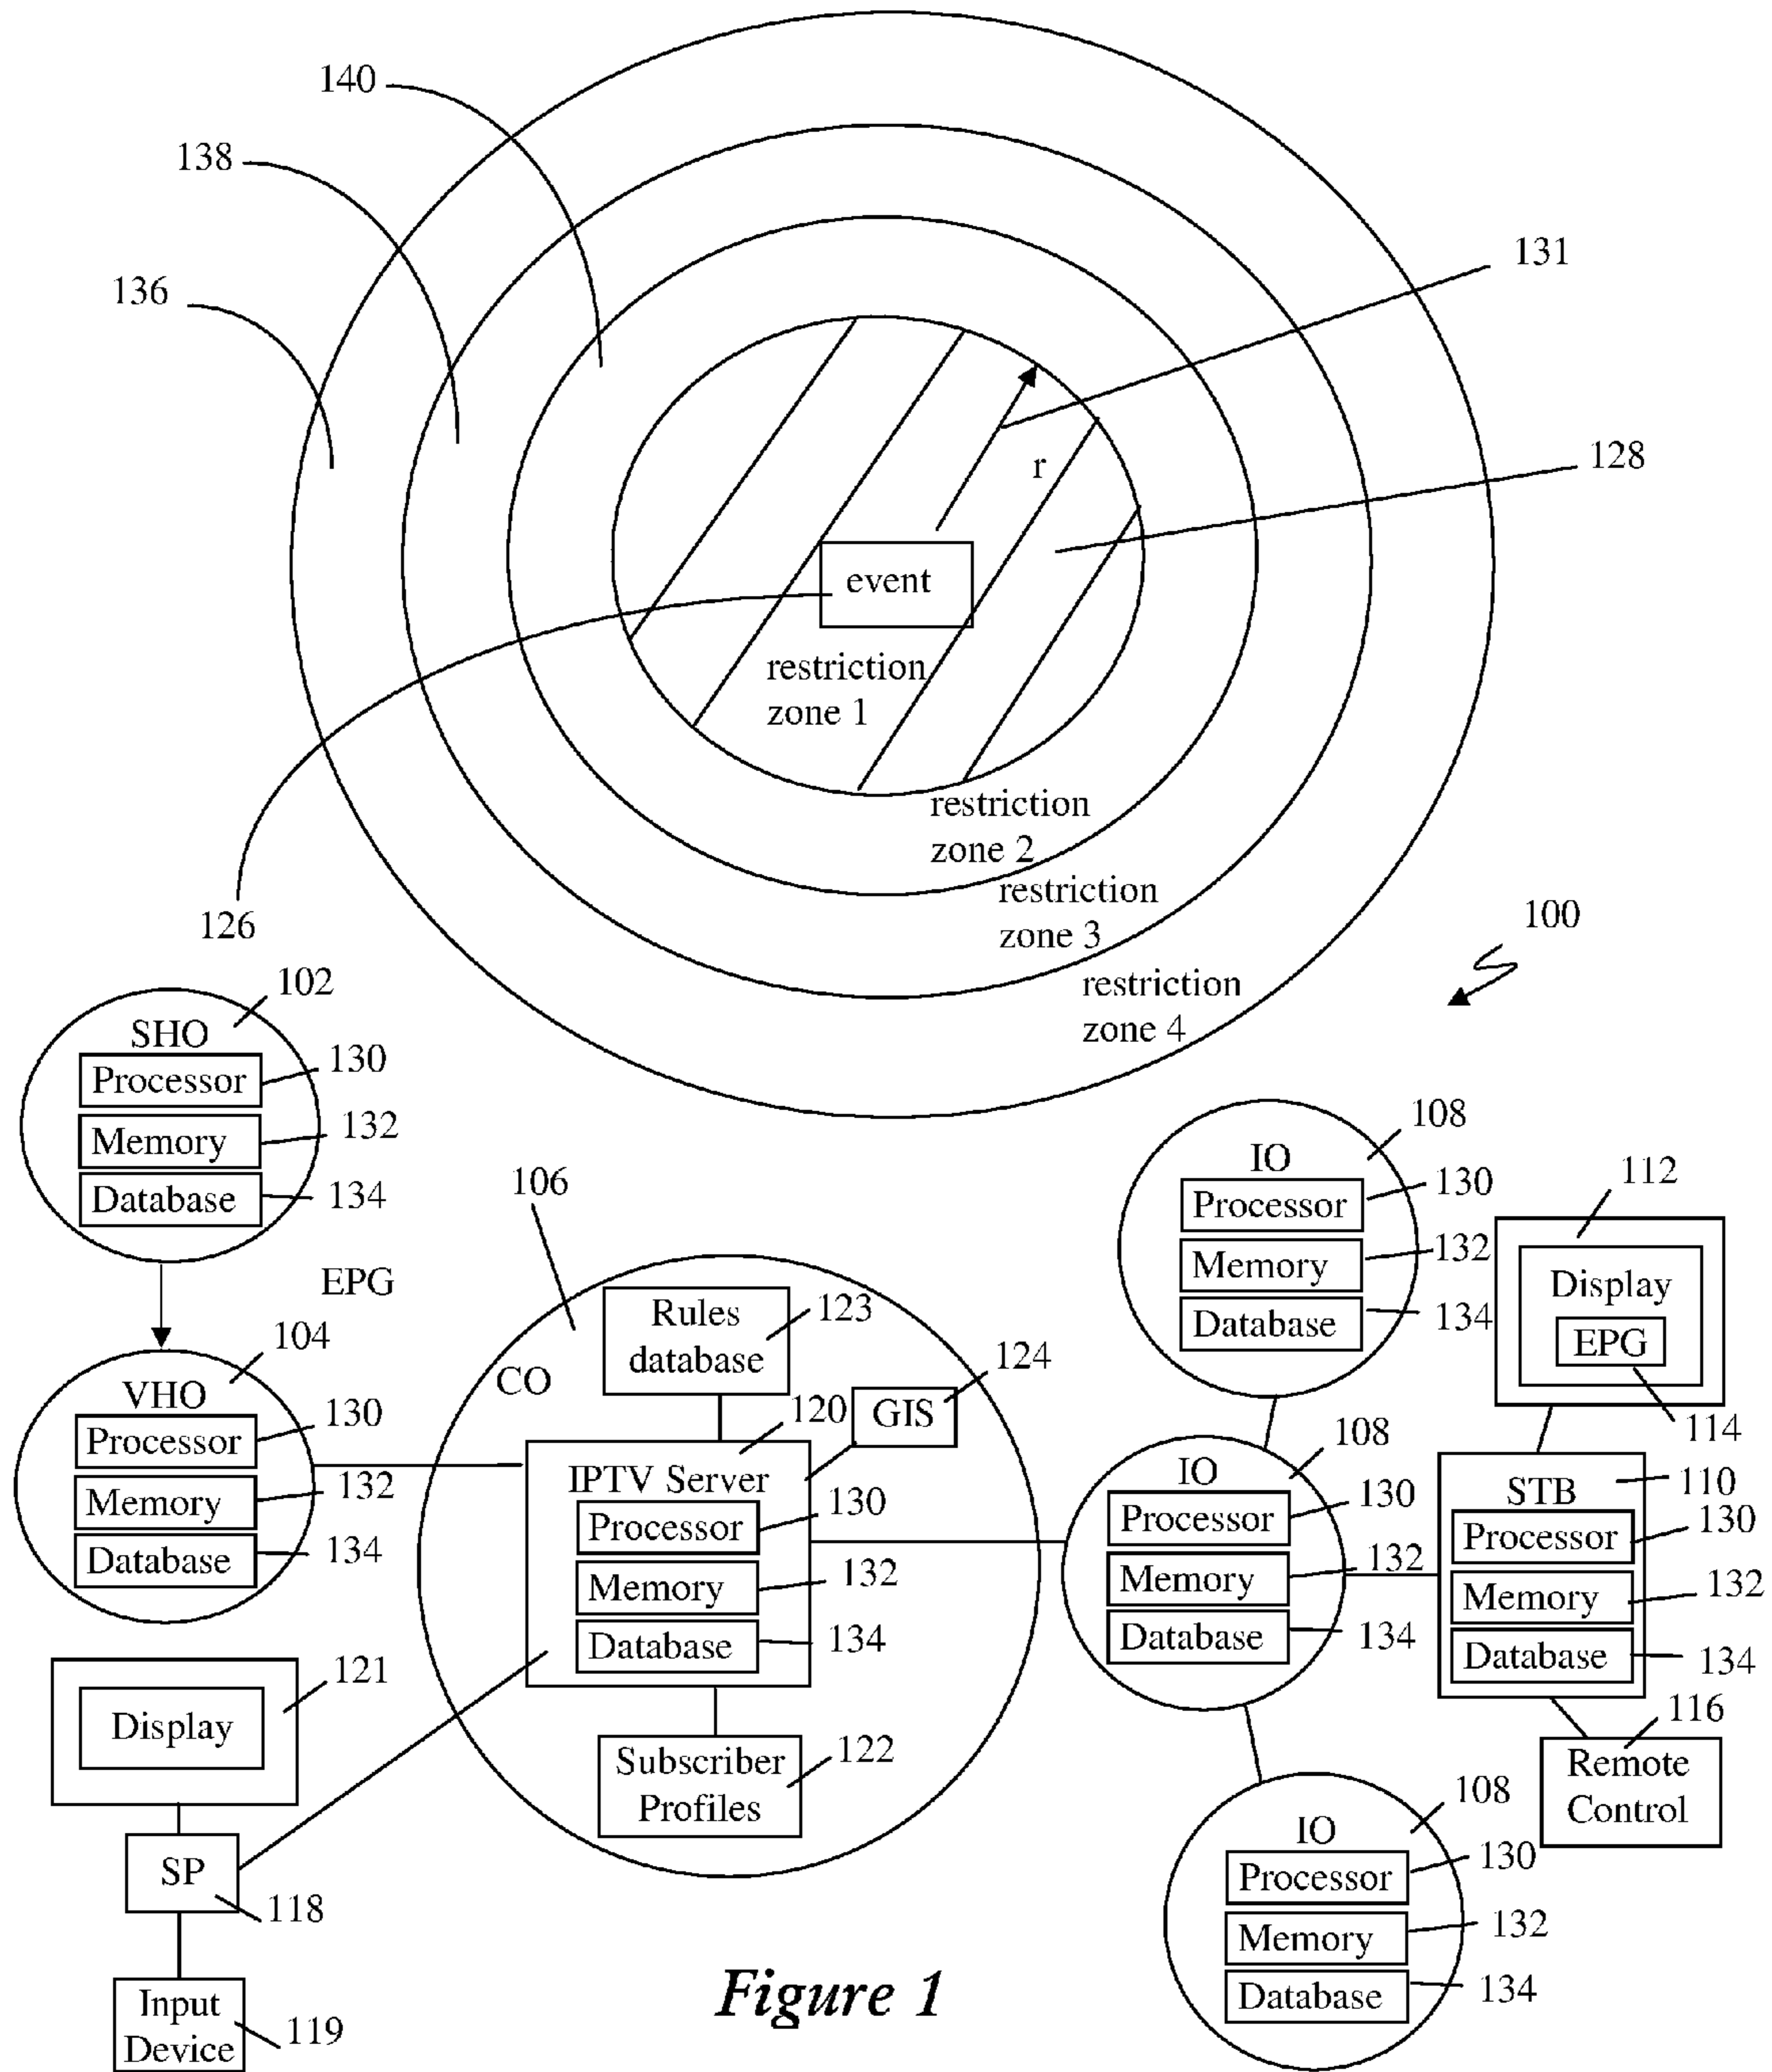 140
138
131
136
128
r
event
restriction
zone 1
restriction
zone 2
restriction
zone 3
restriction
zone 4
126
100
102
SHO
Processor
130
Memory
132
Database
134
EPG
104
VHO
Processor
130
Memory
132
Database
134
106
CO
Rules
database
123
124
GIS
120
IPTV Server
Processor
130
Memory
132
Database
134
Subscriber
Profiles
122
108
IO
Processor
130
Memory
132
Database
134
108
IO
Processor
130
Memory
132
Database
134
108
IO
Processor
130
Memory
132
Database
134
112
Display
EPG
114
110
STB
Processor
130
Memory
132
Database
134
116
Remote
Control
121
Display
SP
118
Input
Device
119
Figure 1